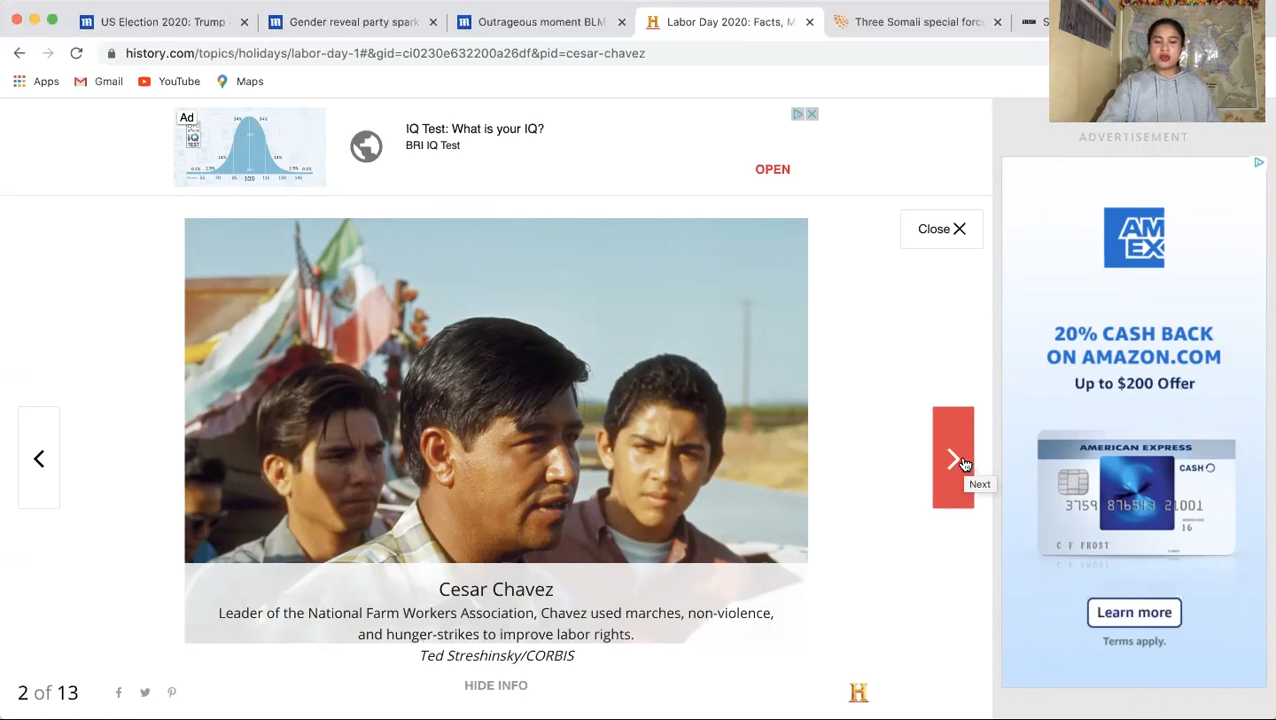 US Election 2020: Trump
Gender reveal party spark
Outrageous moment BLM
Labor Day 2020: Facts, M
Three Somali special forc
S
history.com/topics/holidays/labor-day-1#&gid=ci0230e632200a26df&pid=cesar-chavez
Apps
Gmail
YouTube
Maps
Ad
IQ Test: What is your IQ?
BRI IQ Test
OPEN
ADVERTISEMENT
Close
AM
EX
20% CASH BACK
ON AMAZON.COM
Up to $200 Offer
AMERICAN EXPRESS
CASH
3759 876543 21001
16
C F FROST
Next
Cesar Chavez
Leader of the National Farm Workers Association, Chavez used marches, non-violence,
and hunger-strikes to improve labor rights.
Ted Streshinsky/CORBIS
Learn more
Terms apply.
HIDE INFO
2 of 13
H